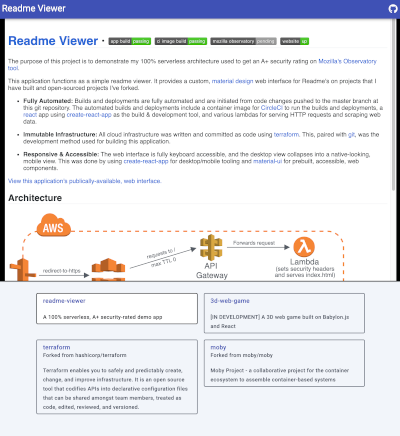 Readme Viewer
Readme Viewer • app build passing ci image build passing mozilla observatory pending website up
The purpose of this project is to demonstrate my 100% serverless architecture used to get an A+ security rating on Mozilla's Observatory
tool.
This application functions as a simple readme viewer. It provides a custom, material design web interface for Readme's on projects that I
have built and open-sourced projects I've forked.
• Fully Automated: Builds and deployments are fully automated and are initiated from code changes pushed to the master branch at
this git repository. The automated builds and deployments include a container image for CircleCI to run the builds and deployments, a
react app using create-react-app as the build & development tool, and various lambdas for serving HTTP requests and scraping web
data.
• Immutable Infrastructure: All cloud infrastructure was written and committed as code using terraform. This, paired with git, was the
development method used for building this application.
• Responsive & Accessible: The web interface is fully keyboard accessible, and the desktop view collapses into a native-looking,
mobile view. This was done by using create-react-app for desktop/mobile tooling and material-ui for prebuilt, accessible, web
components.
View this application's publically-available, web interface.
Architecture
AWS
redirect-to-https
requests to /
max TTL 0
API
Gateway
Forwards request
Lambda
(sets security headers
and serves index.html)
readme-viewer
A 100% serverless, A+ security-rated demo app
3d-web-game
[IN DEVELOPMENT] A 3D web game built on Babylon.js
and React
terraform
Forked from hashicorp/terraform
Terraform enables you to safely and predictably create,
change, and improve infrastructure. It is an open source
tool that codifies APIs into declarative configuration files
that can be shared amongst team members, treated as
code, edited, reviewed, and versioned.
moby
Forked from moby/moby
Moby Project - a collaborative project for the container
ecosystem to assemble container-based systems